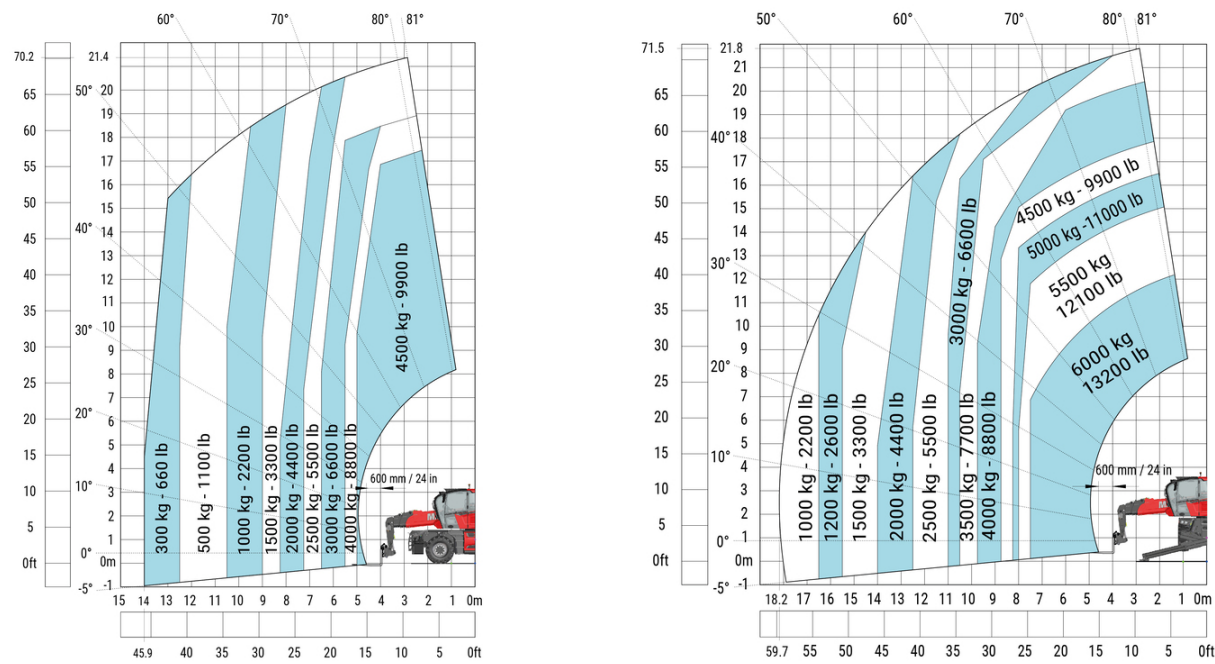 60° 70° 80° 81°
70.2 21.4
50°
65 20
19
60 18
17
55 16
50 15
14
45 40° 13
40 12
11
35 10
30° 9
30
25 8
7
20° 6
20 5
15 4
10° 3
10 2
5 1
0° 0m
0ft
-5° -1
300 kg - 660 lb
500 kg - 1100 lb
1000 kg - 2200 lb
1500 kg - 3300 lb
2000 kg - 4400 lb
2500 kg - 5500 lb
3000 kg - 6600 lb
4000 kg - 8800 lb
4500 kg - 9900 lb
600 mm / 24 in
15 14 13 12 11 10 9 8 7 6 5 4 3 2 1 0m
45.9 40 35 30 25 20 15 10 5 0ft
50° 60° 70° 80° 81°
71.5 21.8
21
65 20
19
60 40° 18
17
55 16
50 15
14
45 30° 13
40 12
11
35 10
30 9
20° 8
25 7
20 6
5
15 10° 4
10 3
2
5 0° 1
0ft 0m
-5° -1
1000 kg - 2200 lb
1200 kg - 2600 lb
1500 kg - 3300 lb
2000 kg - 4400 lb
2500 kg - 5500 lb
3000 kg - 6600 lb
3500 kg - 7700 lb
4000 kg - 8800 lb
4500 kg - 9900 lb
5000 kg -11000 lb
5500 kg
12100 lb
6000 kg
13200 lb
600 mm / 24 in
18.2 17 16 15 14 13 12 11 10 9 8 7 6 5 4 3 2 1 0m
59.7 55 50 45 40 35 30 25 20 15 10 5 0ft